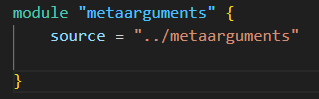 module "metaarguments" {
    source = "../metaarguments"
}